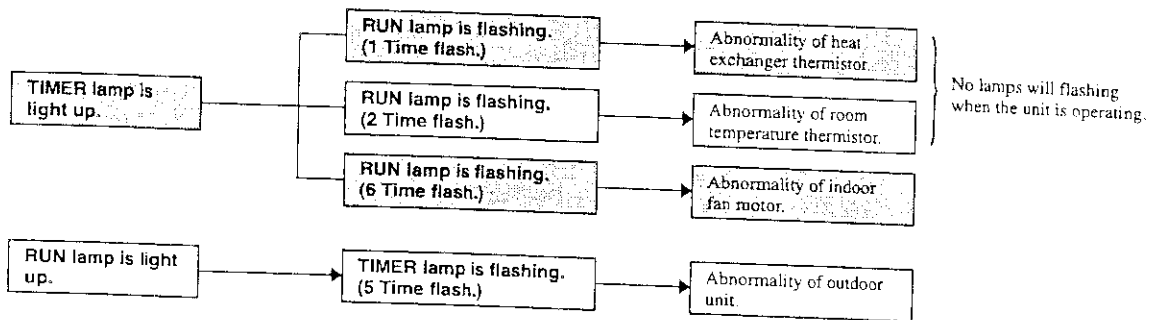 TIMER lamp is
light up.
RUN lamp is flashing.
(1 Time flash.)
Abnormality of heat
exchanger thermistor.
RUN lamp is flashing.
(2 Time flash.)
Abnormality of room
temperature thermistor.
No lamps will flashing
when the unit is operating.
RUN lamp is flashing.
(6 Time flash.)
Abnormality of indoor
fan motor.
RUN lamp is light
up.
TIMER lamp is flashing.
(5 Time flash.)
Abnormality of outdoor
unit.